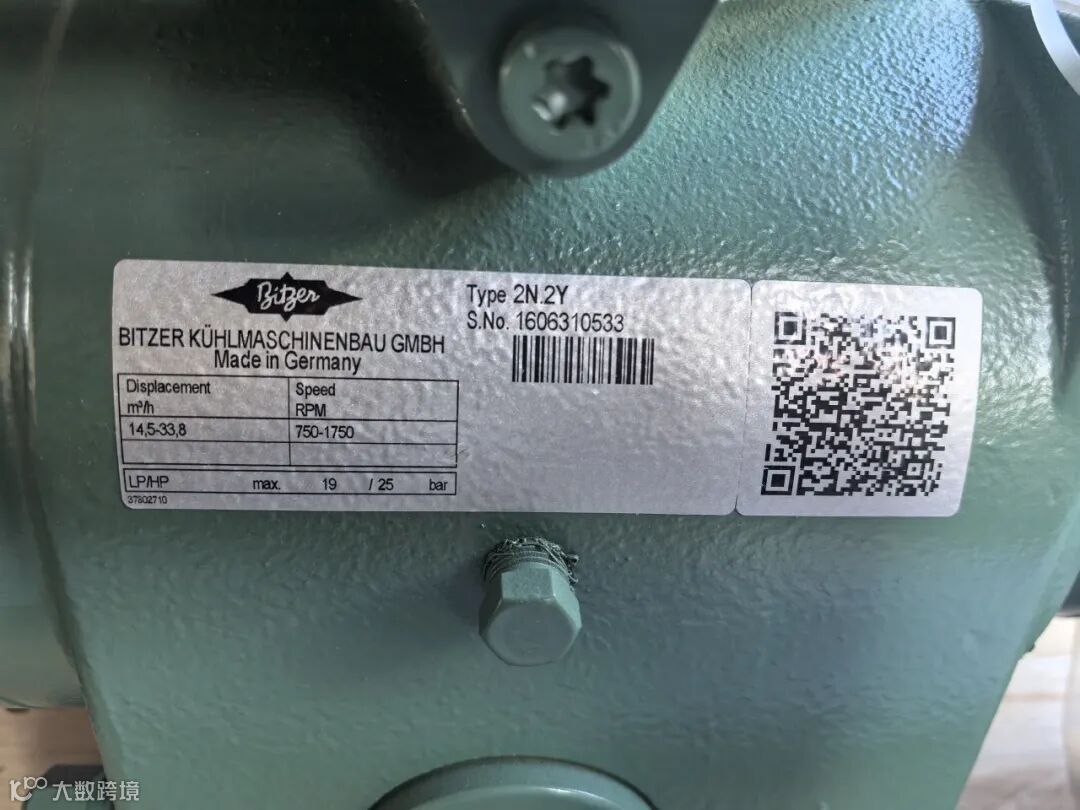 Bitzer
BITZER KÜHLMASCHINENBAU GMBH
Made in Germany
Displacement Speed
m³/h RPM
14,5-33,8 750-1750
LP/HP max. 19 / 25 bar
37802710
Type 2N.2Y
S.No. 1606310533
大数跨境